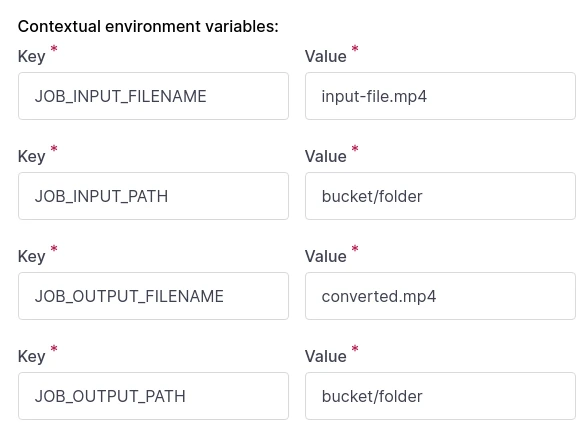 Contextual environment variables:
Key * Value *
JOB_INPUT_FILENAME input-file.mp4
Key * Value *
JOB_INPUT_PATH bucket/folder
Key * Value *
JOB_OUTPUT_FILENAME converted.mp4
Key * Value *
JOB_OUTPUT_PATH bucket/folder